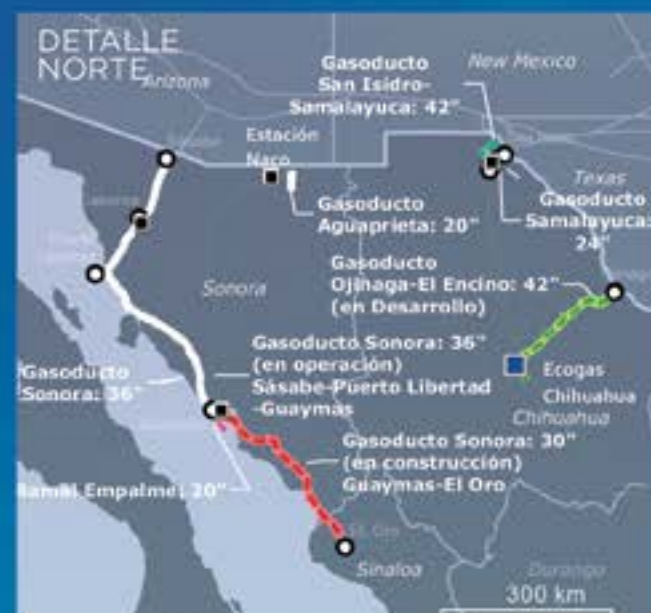 DETALLE
NORTE
Arizona
Gasoducto
San Isidro-
Samalayuca: 42"
New Mexico
Estación
Naco
Texas
Gasoducto
Aguaprieta: 20"
Gasoducto
Samalayuca:
24"
Gasoducto
Ojinaga-El Encino: 42"
(en Desarrollo)
Sonora
Gasoducto
Sonora: 36"
Gasoducto Sonora: 36"
(en operación)
Sásabe-Puerto Libertad
-Guaymas
Ecogas
Chihuahua
Chihuahua
Gasoducto Sonora: 30"
(en construcción)
Guaymas-El Oro
Ramal Empalme: 20"
El Oro
Sinaloa
Durango
300 km